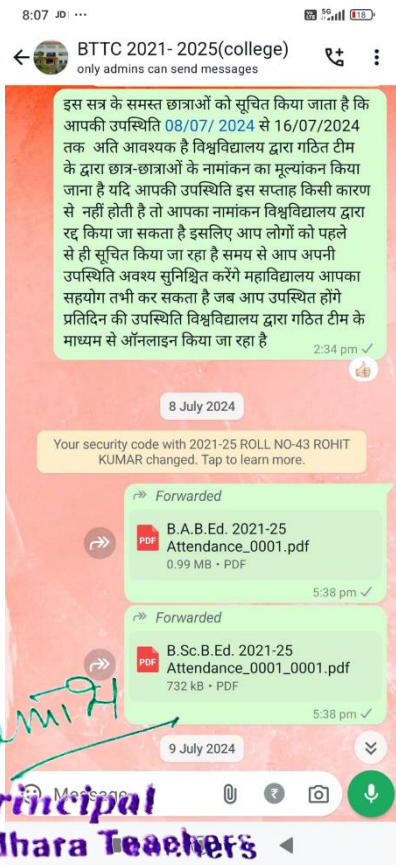 8:07 JD ...
5G 18
BTTC 2021- 2025(college)
only admins can send messages
इस सत्र के समस्त छात्राओं को सूचित किया जाता है कि
आपकी उपस्थिति 08/07/ 2024 से 16/07/2024
तक अति आवश्यक है विश्वविद्यालय द्वारा गठित टीम
के द्वारा छात्र-छात्राओं के नामांकन का मूल्यांकन किया
जाना है यदि आपकी उपस्थिति इस सप्ताह किसी कारण
से नहीं होती है तो आपका नामांकन विश्वविद्यालय द्वारा
रद्द किया जा सकता है इसलिए आप लोगों को पहले
से ही सूचित किया जा रहा है समय से आप अपनी
उपस्थिति अवश्य सुनिश्चित करेंगे महाविद्यालय आपका
सहयोग तभी कर सकता है जब आप उपस्थित होंगे
प्रतिदिन की उपस्थिति विश्वविद्यालय द्वारा गठित टीम के
माध्यम से ऑनलाइन किया जा रहा है
2:34 pm
8 July 2024
Your security code with 2021-25 ROLL NO-43 ROHIT
KUMAR changed. Tap to learn more.
Forwarded
PDF
B.A.B.Ed. 2021-25
Attendance_0001.pdf
0.99 MB • PDF
5:38 pm
Forwarded
PDF
B.Sc.B.Ed. 2021-25
Attendance_0001_0001.pdf
732 kB • PDF
5:38 pm
9 July 2024
Message
₹
rincipal
dhara Teachers